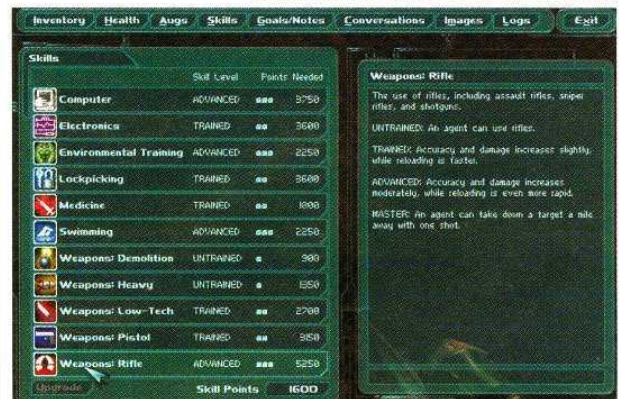 Inventory Health Augs Skills Goals/Notes Conversations Images Logs Exit
Skills
Skill Level Points Needed
Computer ADVANCED 3750
Electronics TRAINED 3600
Environmental Training ADVANCED 2250
Lockpicking TRAINED 3600
Medicine TRAINED 1800
Swimming ADVANCED 2250
Weapons: Demolition UNTRAINED 900
Weapons: Heavy UNTRAINED 1350
Weapons: Low-Tech TRAINED 2700
Weapons: Pistol TRAINED 3150
Weapons: Rifle ADVANCED 5250
Upgrade Skill Points 1600
Weapons: Rifle
The use of rifles, including assault rifles, sniper
rifles, and shotguns.
UNTRAINED: An agent can use rifles.
TRAINED: Accuracy and damage increases slightly,
while reloading is faster.
ADVANCED: Accuracy and damage increases
moderately, while reloading is even more rapid.
MASTER: An agent can take down a target a mile
away with one shot.